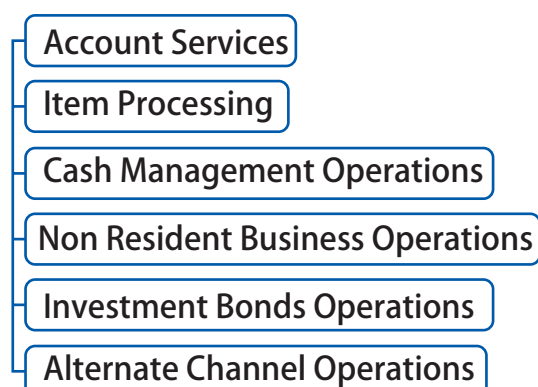 Account Services
Item Processing
Cash Management Operations
Non Resident Business Operations
Investment Bonds Operations
Alternate Channel Operations